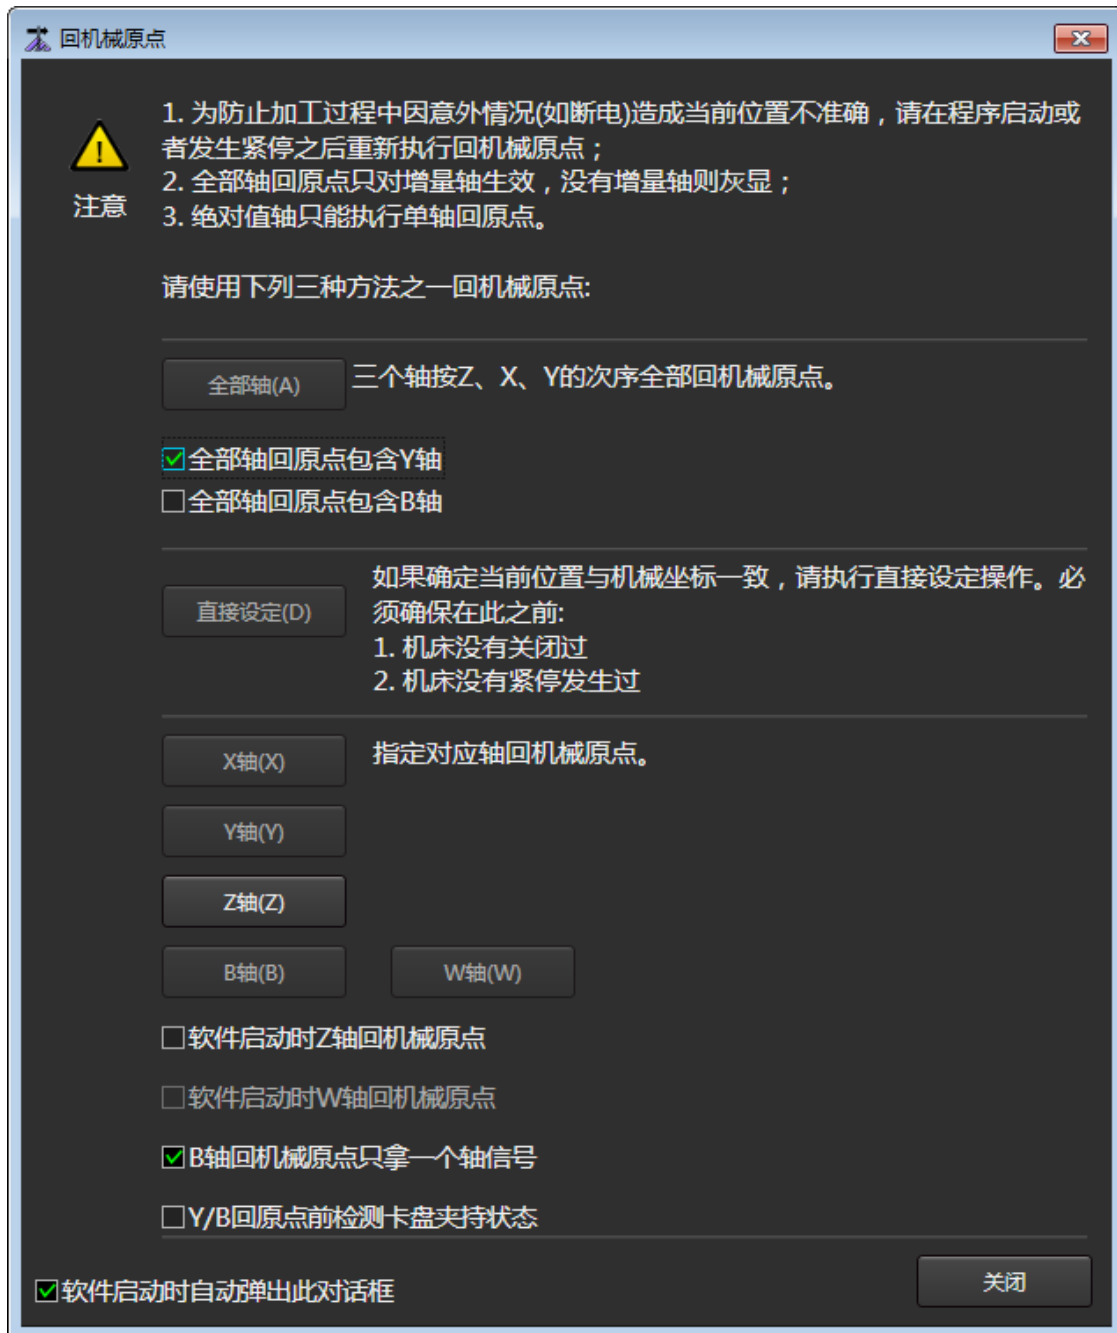 回机械原点
1. 为防止加工过程中因意外情况(如断电)造成当前位置不准确，请在程序启动或
者发生紧停之后重新执行回机械原点；
2. 全部轴回原点只对增量轴生效，没有增量轴则灰显；
3. 绝对值轴只能执行单轴回原点。
注意
请使用下列三种方法之一回机械原点:
全部轴(A)
三个轴按Z、X、Y的次序全部回机械原点。
全部轴回原点包含Y轴
全部轴回原点包含B轴
直接设定(D)
如果确定当前位置与机械坐标一致，请执行直接设定操作。必
须确保在此之前:
1. 机床没有关闭过
2. 机床没有紧停发生过
X轴(X)
指定对应轴回机械原点。
Y轴(Y)
Z轴(Z)
B轴(B)
W轴(W)
软件启动时Z轴回机械原点
软件启动时W轴回机械原点
B轴回机械原点只拿一个轴信号
Y/B回原点前检测卡盘夹持状态
软件启动时自动弹出此对话框
关闭